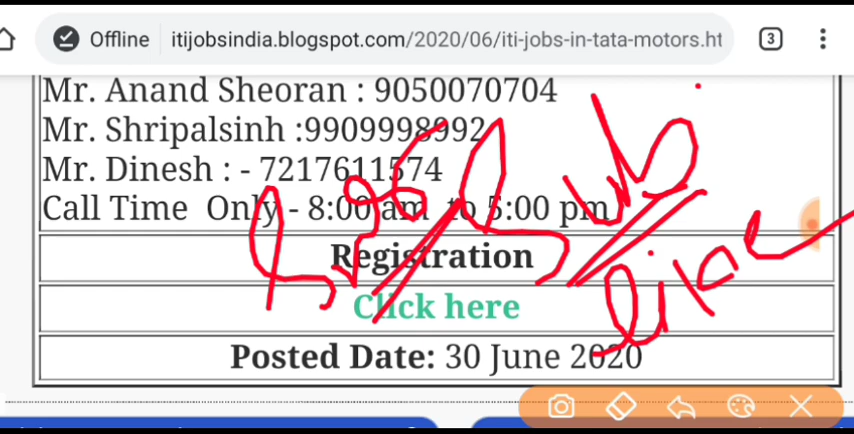 Offline itijobsindia.blogspot.com/2020/06/iti-jobs-in-tata-motors.ht 3
Mr. Anand Sheoran : 9050070704
Mr. Shripalsinh :9909998992
Mr. Dinesh : - 7217611574
Call Time Only - 8:00 am to 5:00 pm
Registration
Click here
Posted Date: 30 June 2020
like